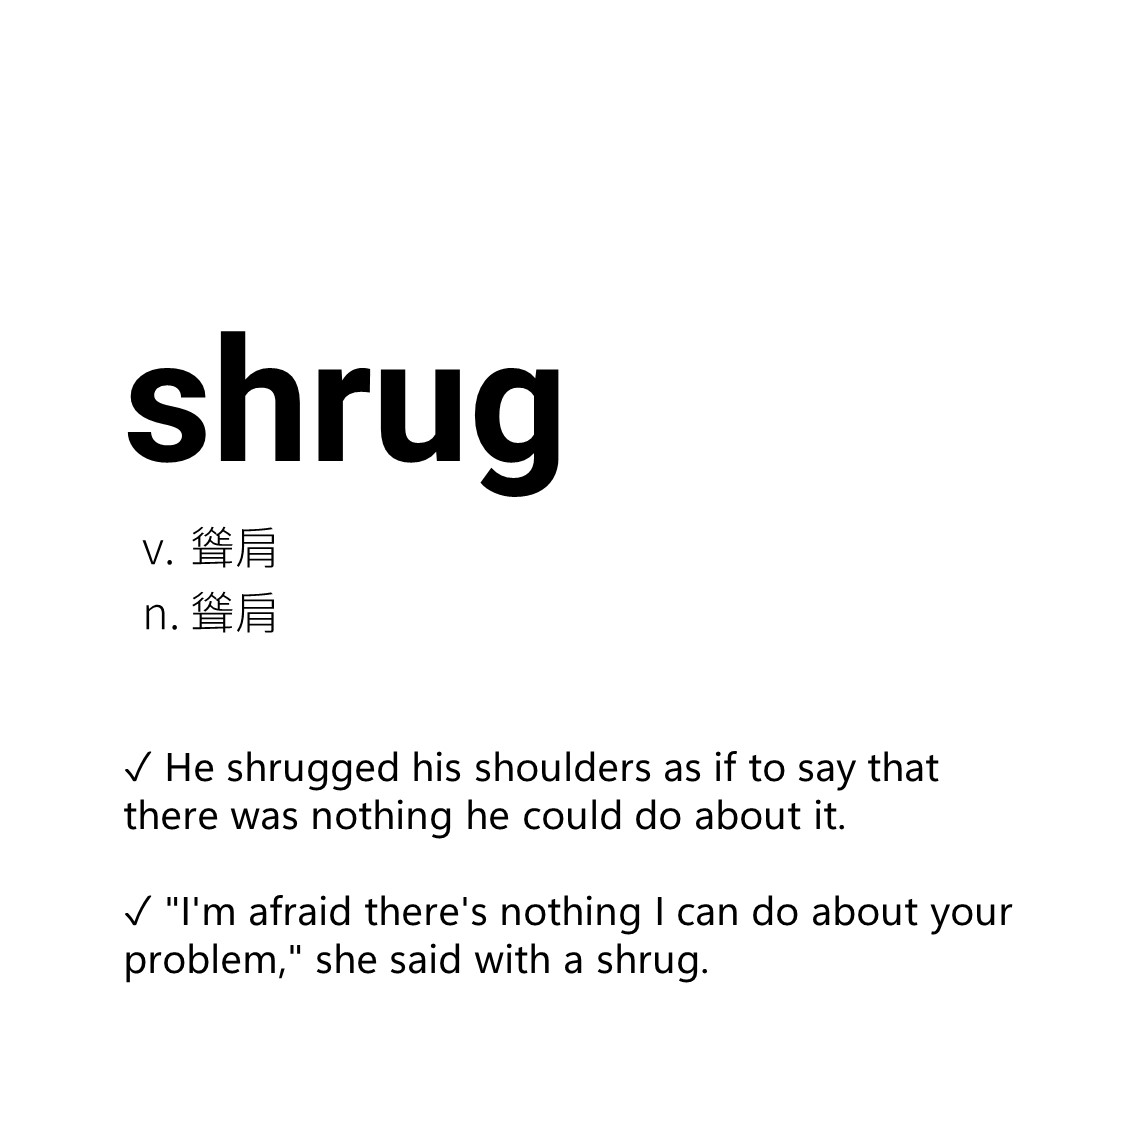 shrug
v. 聳肩
n. 聳肩
✓ He shrugged his shoulders as if to say that
there was nothing he could do about it.
✓ "I'm afraid there's nothing I can do about your
problem," she said with a shrug.